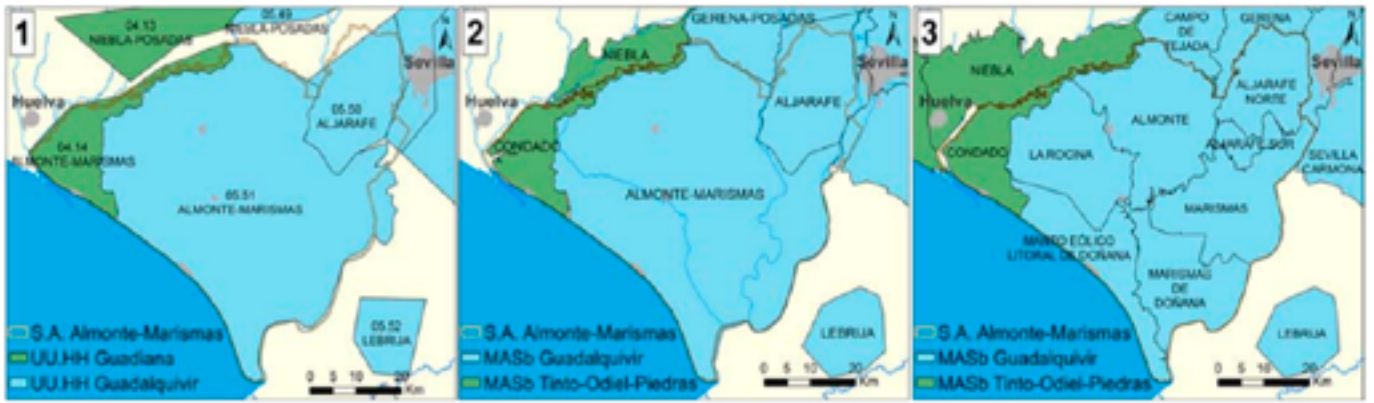 1
04.13
NIEBLA-POSADAS
05.49
NIEBLA-POSADAS
N
Sevilla
Huelva
05.50
ALJARAFE
04.14
ALMONTE-MARISMAS
05.51
ALMONTE-MARISMAS
05.52
LEBRIJA
S.A. Almonte-Marismas
UU.HH Guadiana
UU.HH Guadalquivir
0 5 10 20
Km
2
GERENA-POSADAS
N
NIEBLA
Sevilla
Huelva
ALJARAFE
CONDADO
ALMONTE-MARISMAS
LEBRIJA
S.A. Almonte-Marismas
MASb Guadalquivir
MASb Tinto-Odiel-Piedras
0 5 10 20
Km
3
CAMPO
DE
TEJADA
GERENA
N
NIEBLA
Sevilla
Huelva
ALJARAFE
NORTE
ALMONTE
CONDADO
LA ROCINA
ALJARAFE SUR
SEVILLA
CARMONA
MARISMAS
MANTO EÓLICO
LITORAL DE DOÑANA
MARISMAS
DE
DOÑANA
LEBRIJA
S.A. Almonte-Marismas
MASb Guadalquivir
MASb Tinto-Odiel-Piedras
0 5 10 20
Km